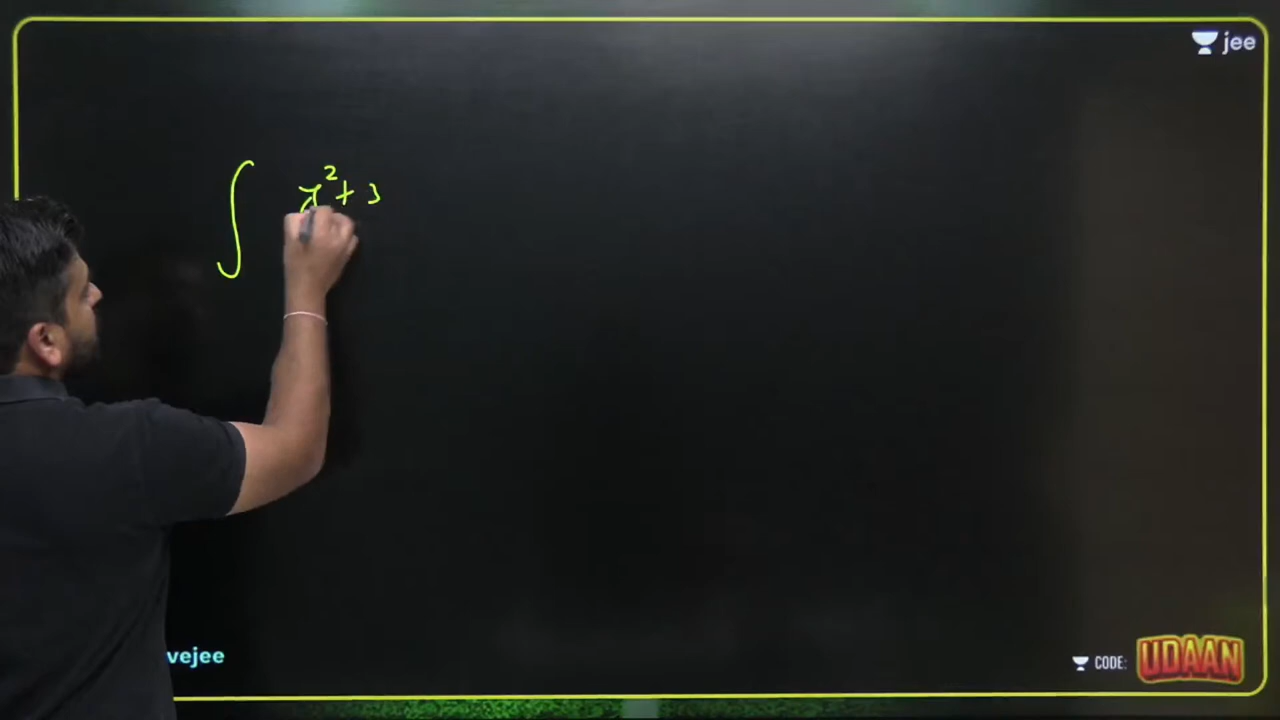 jee
∫ x² + 3
vejee
CODE: UDAAN